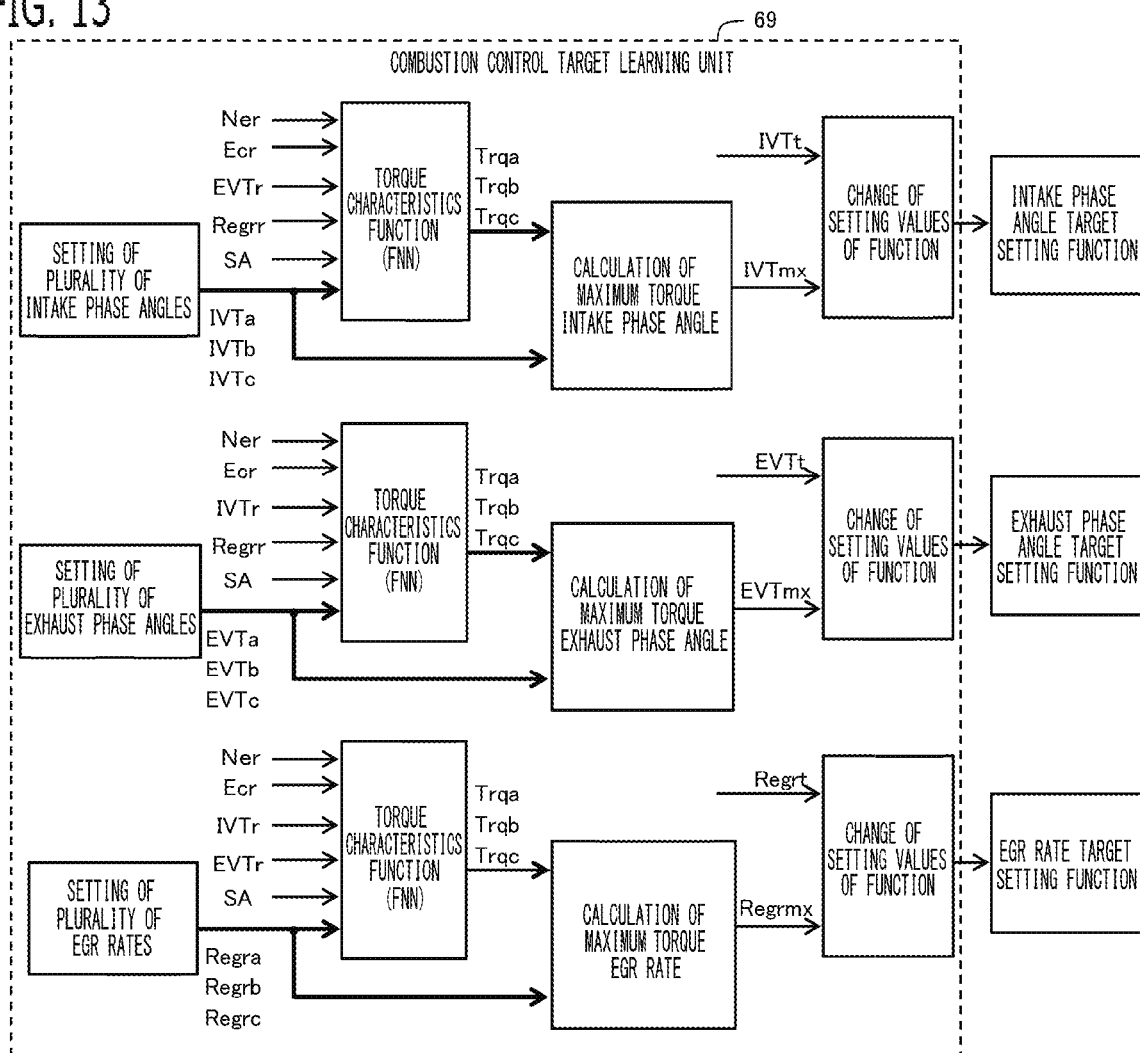 FIG. 13
69
COMBUSTION CONTROL TARGET LEARNING UNIT
Ner
Ecr
EVTr
Regrr
SA
SETTING OF
PLURALITY OF
INTAKE PHASE ANGLES
IVTa
IVTb
IVTc
TORQUE
CHARACTERISTICS
FUNCTION
(FNN)
Trqa
Trqb
Trqc
CALCULATION OF
MAXIMUM TORQUE
INTAKE PHASE ANGLE
IVTt
IVTmx
CHANGE OF
SETTING VALUES
OF FUNCTION
INTAKE PHASE
ANGLE TARGET
SETTING FUNCTION
Ner
Ecr
IVTr
Regrr
SA
SETTING OF
PLURALITY OF
EXHAUST PHASE ANGLES
EVTa
EVTb
EVTc
TORQUE
CHARACTERISTICS
FUNCTION
(FNN)
Trqa
Trqb
Trqc
CALCULATION OF
MAXIMUM TORQUE
EXHAUST PHASE ANGLE
EVTt
EVTmx
CHANGE OF
SETTING VALUES
OF FUNCTION
EXHAUST PHASE
ANGLE TARGET
SETTING FUNCTION
Ner
Ecr
IVTr
EVTr
SA
SETTING OF
PLURALITY OF
EGR RATES
Regra
Regrb
Regrc
TORQUE
CHARACTERISTICS
FUNCTION
(FNN)
Trqa
Trqb
Trqc
CALCULATION OF
MAXIMUM TORQUE
EGR RATE
Regrt
Regrmx
CHANGE OF
SETTING VALUES
OF FUNCTION
EGR RATE TARGET
SETTING FUNCTION